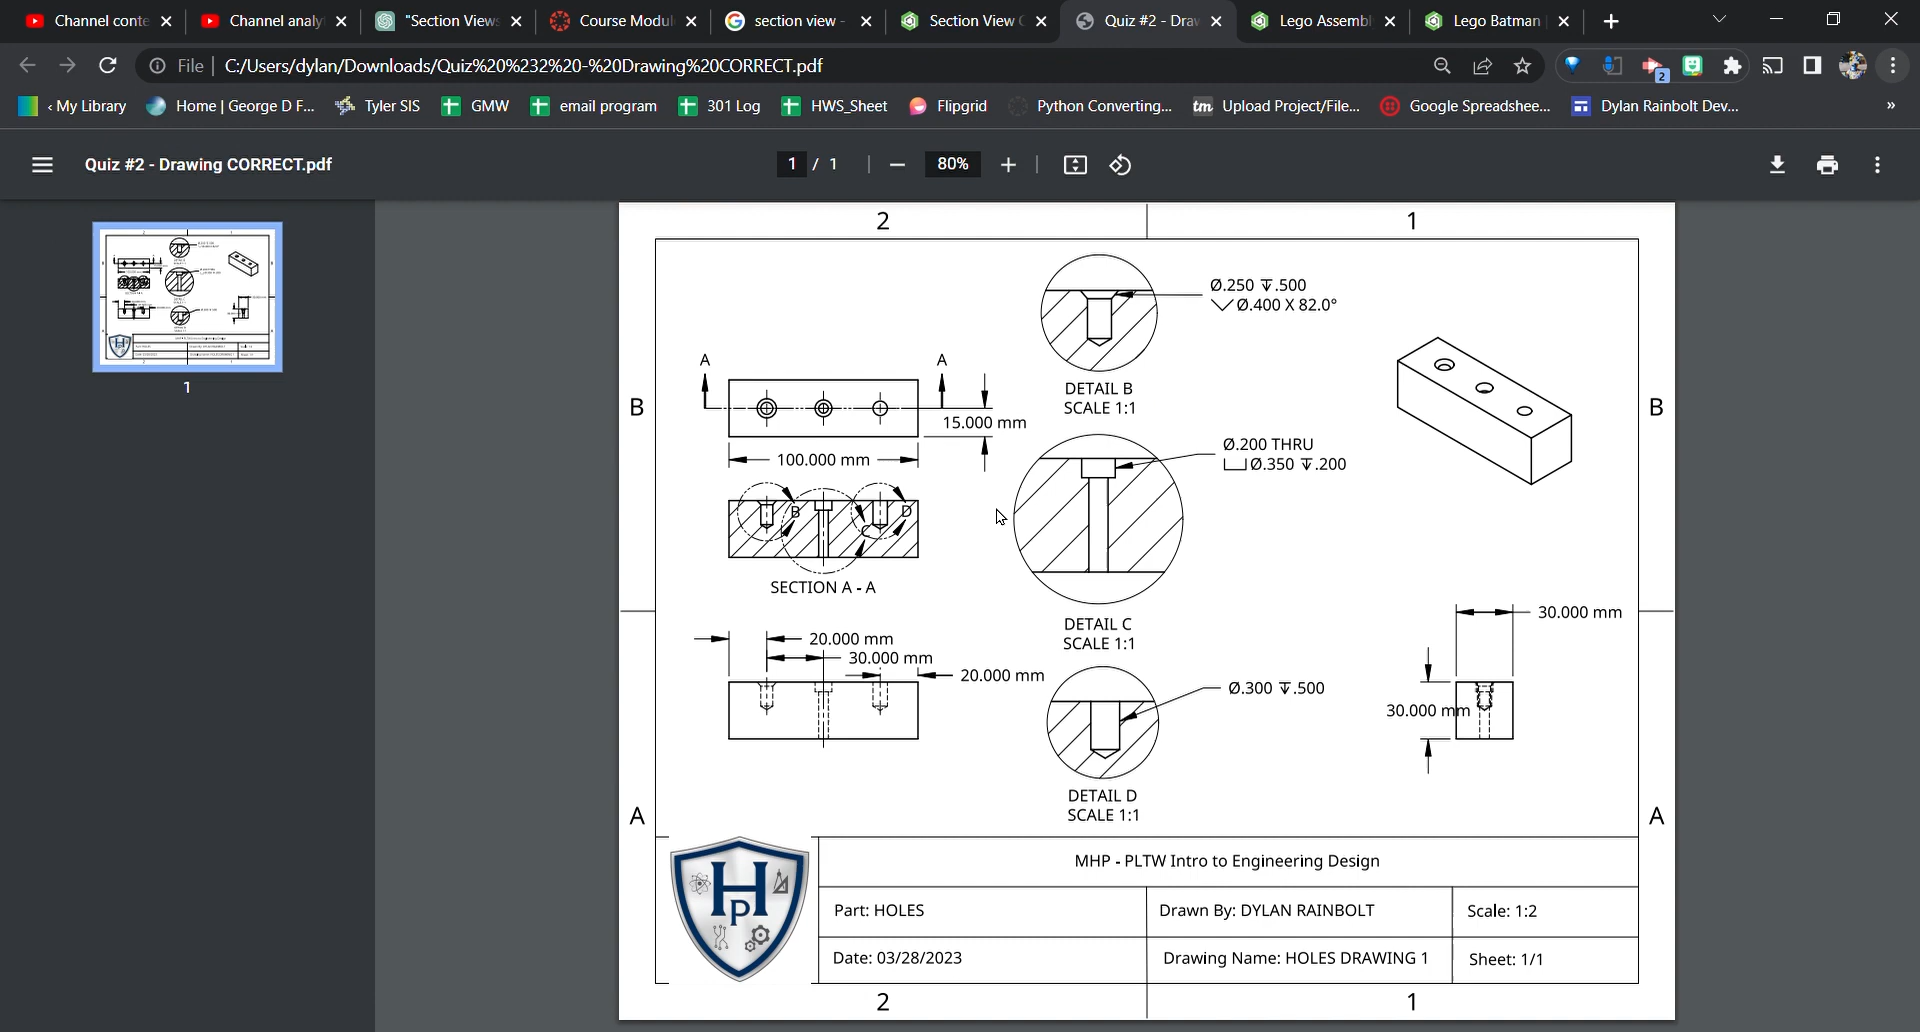 Channel conte
Channel analy
"Section Views
Course Modul
section view -
Section View C
Quiz #2 - Draw
Lego Assembl
Lego Batman
File
C:/Users/dylan/Downloads/Quiz%20%232%20-%20Drawing%20CORRECT.pdf
2
‹ My Library
Home | George D F...
Tyler SIS
GMW
email program
301 Log
HWS_Sheet
Flipgrid
Python Converting...
tm Upload Project/File...
Google Spreadshee...
Dylan Rainbolt Dev...
»
Quiz #2 - Drawing CORRECT.pdf
1 / 1
80%
1
2
1
B
B
A
A
Ø.250 ↧.500
⌵Ø.400 X 82.0°
DETAIL B
SCALE 1:1
A
A
15.000 mm
100.000 mm
Ø.200 THRU
⌴Ø.350 ↧.200
B
C
D
SECTION A - A
DETAIL C
SCALE 1:1
20.000 mm
30.000 mm
20.000 mm
Ø.300 ↧.500
DETAIL D
SCALE 1:1
30.000 mm
30.000 mm
HP
MHP - PLTW Intro to Engineering Design
Part: HOLES
Drawn By: DYLAN RAINBOLT
Scale: 1:2
Date: 03/28/2023
Drawing Name: HOLES DRAWING 1
Sheet: 1/1
2
1